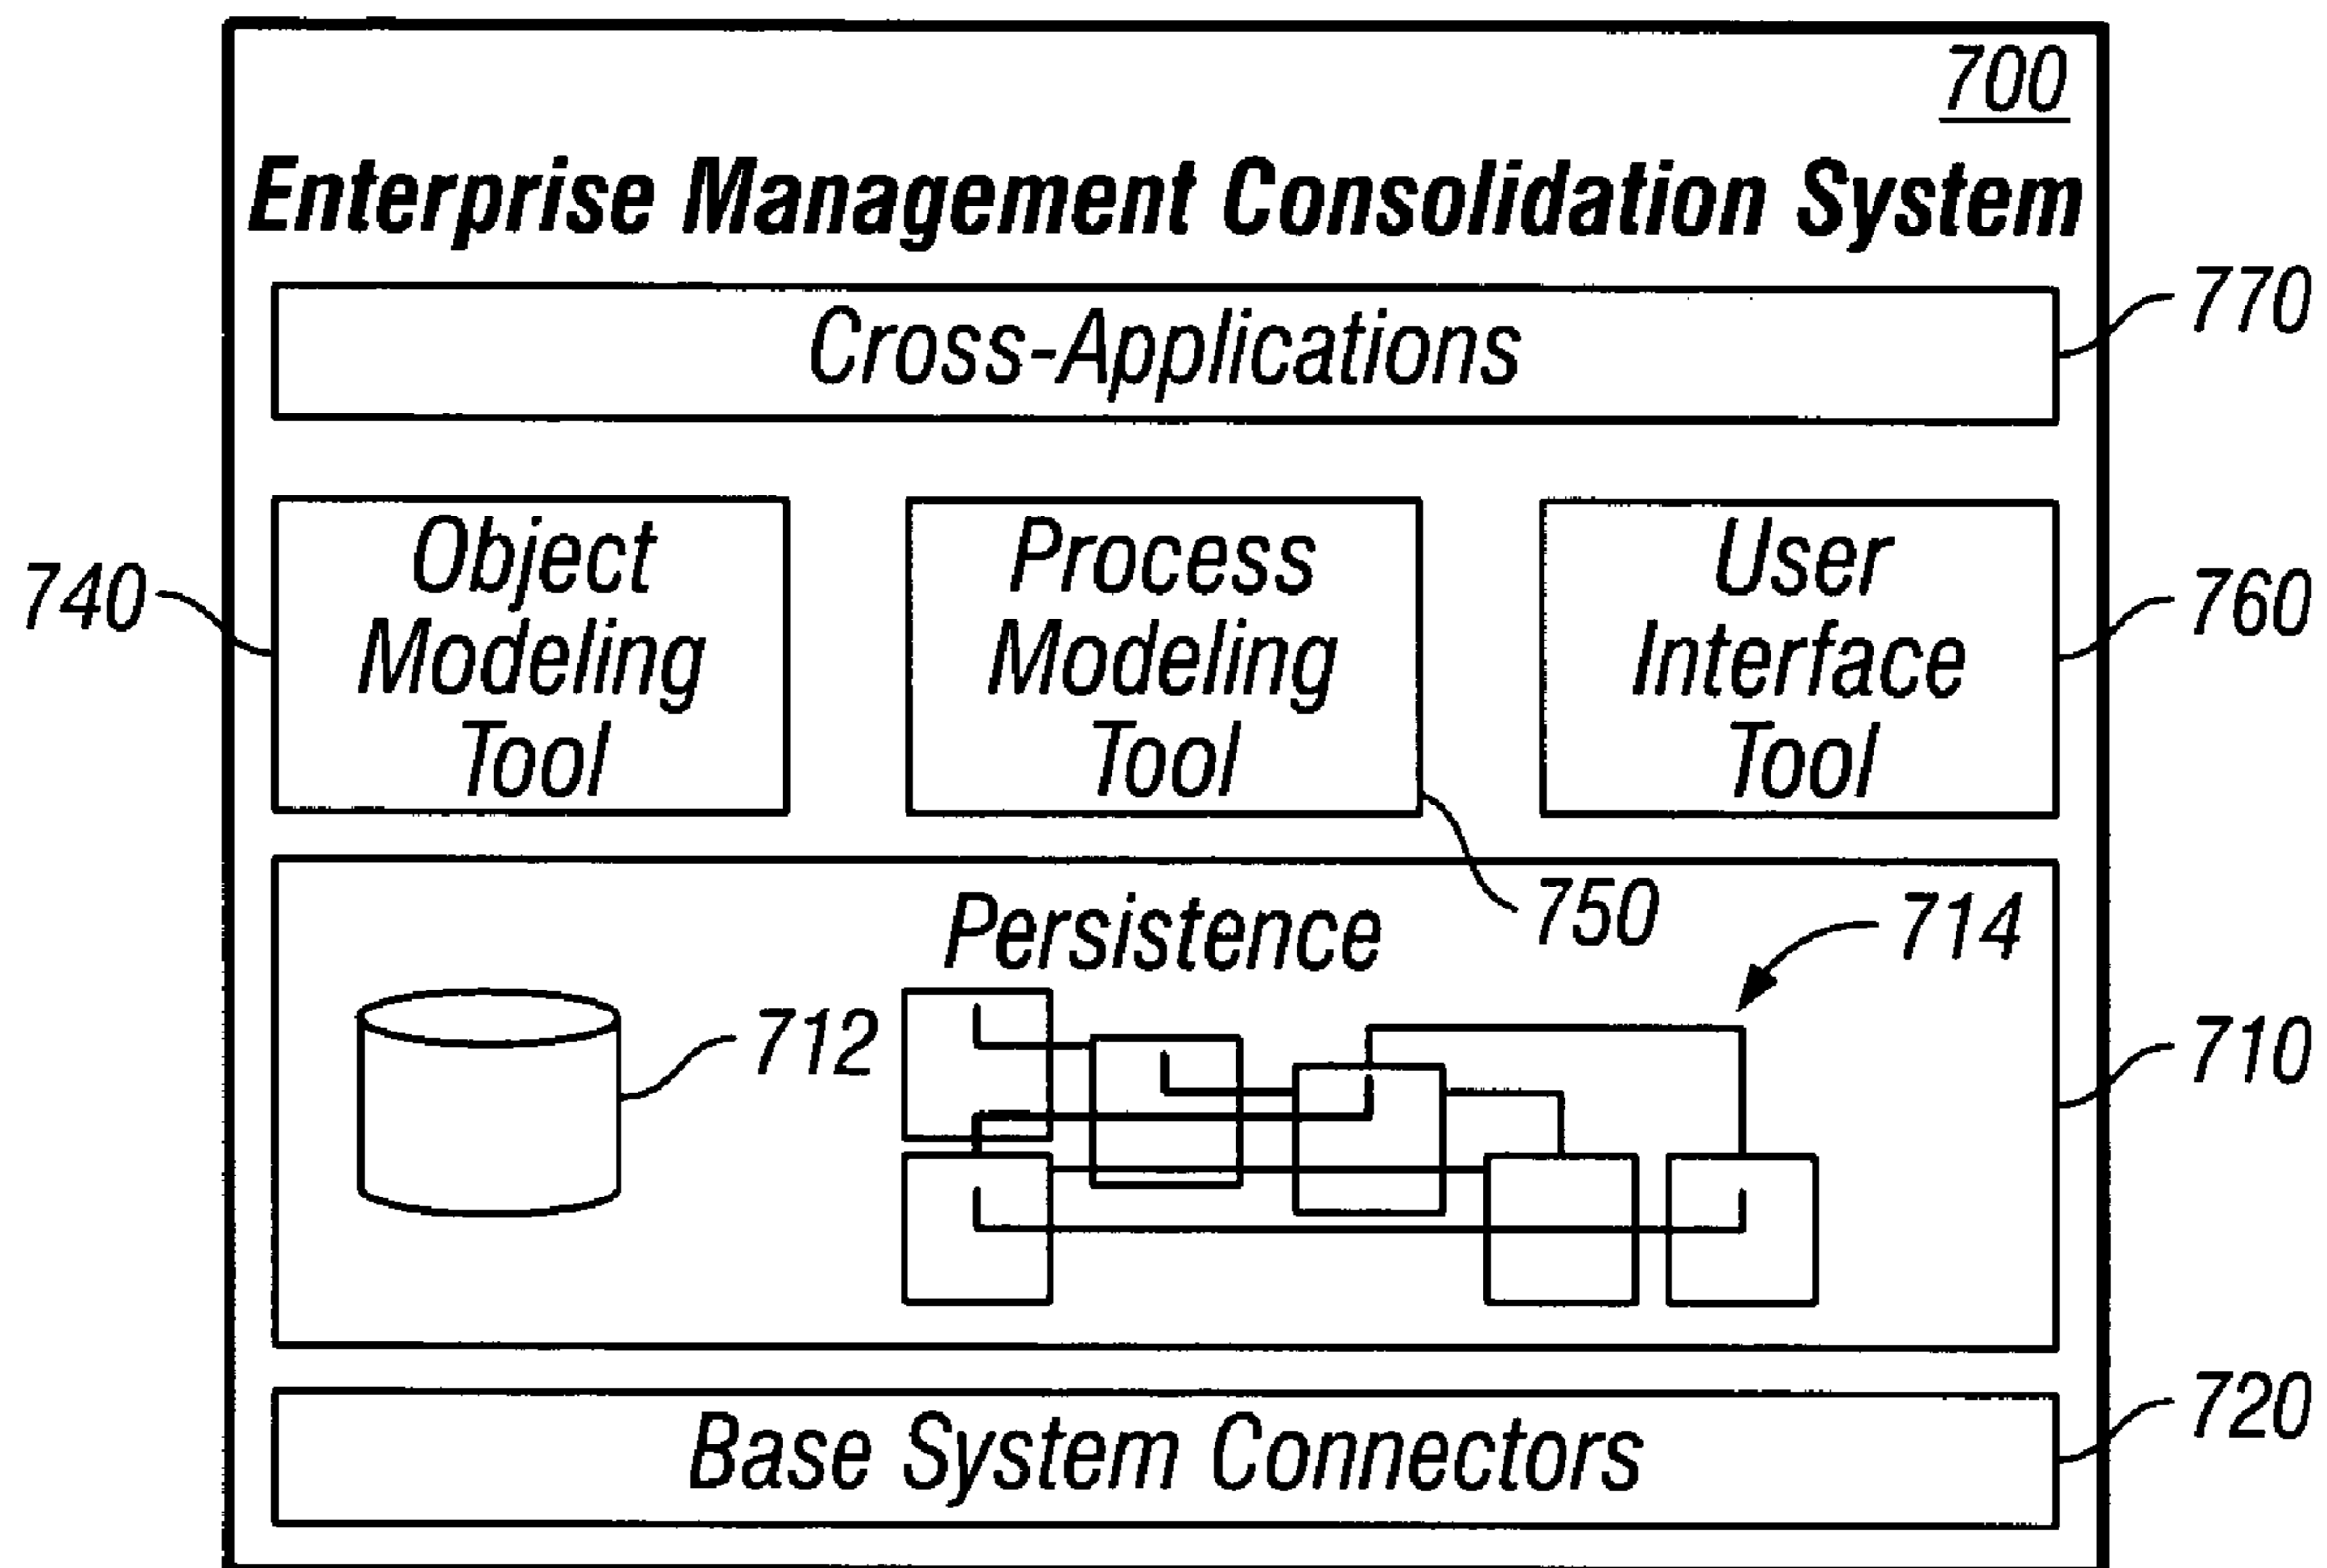 700
Enterprise Management Consolidation System
770
Cross-Applications
740
Object
Modeling
Tool
Process
Modeling
Tool
User
Interface
Tool
760
750
Persistence
714
712
710
720
Base System Connectors